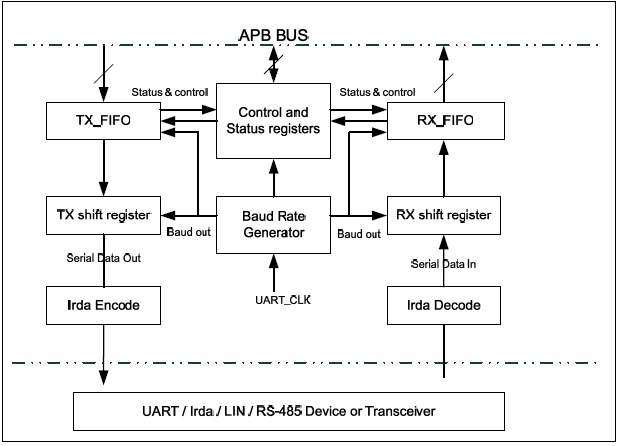 APB BUS
Status & control
Status & control
TX_FIFO
Control and
Status registers
RX_FIFO
TX shift register
Baud Rate
Generator
RX shift register
Baud out
Baud out
Serial Data Out
Serial Data In
UART_CLK
Irda Encode
Irda Decode
UART / Irda / LIN / RS-485 Device or Transceiver